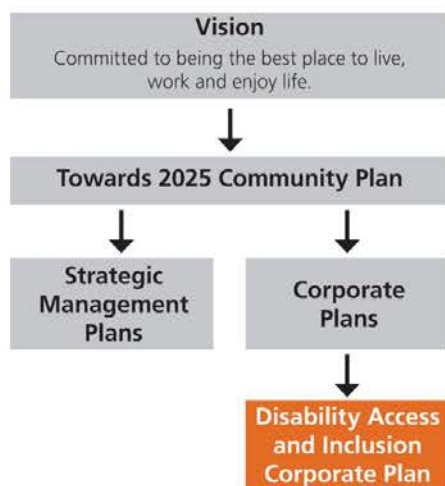 Vision
Committed to being the best place to live,
work and enjoy life.
Towards 2025 Community Plan
Strategic
Management
Plans
Corporate
Plans
Disability Access
and Inclusion
Corporate Plan